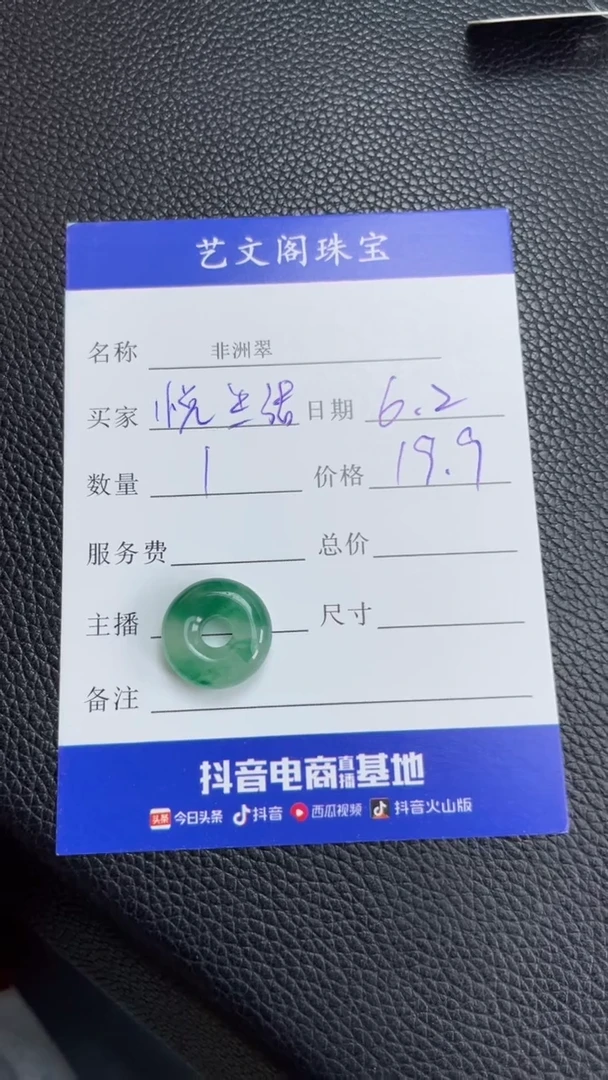 艺文阁珠宝
名称 非洲翠
买家 悦 日期 6.2
数量 1 价格 19.9
服务费 总价
主播 尺寸
备注
抖音电商直播基地
头条 今日头条 抖音 西瓜视频 抖音火山版